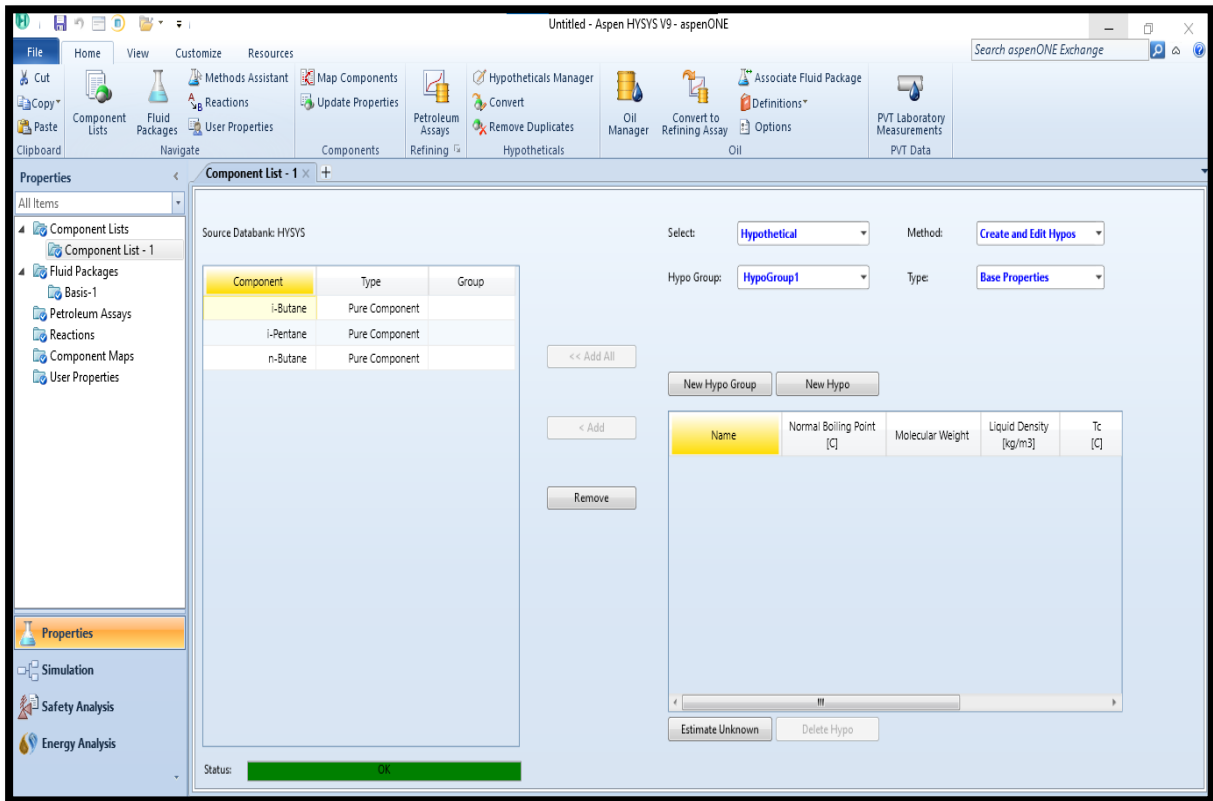 Untitled - Aspen HYSYS V9 - aspenONE
File Home View Customize Resources Search aspenONE Exchange
Cut
Copy
Paste
Clipboard
Component Lists
Fluid Packages
Methods Assistant
Reactions
User Properties
Navigate
Map Components
Update Properties
Components
Petroleum Assays
Refining
Hypotheticals Manager
Convert
Remove Duplicates
Hypotheticals
Oil Manager
Convert to Refining Assay
Associate Fluid Package
Definitions
Options
Oil
PVT Laboratory Measurements
PVT Data
Properties
All Items
Component Lists
Component List - 1
Fluid Packages
Basis-1
Petroleum Assays
Reactions
Component Maps
User Properties
Properties
Simulation
Safety Analysis
Energy Analysis
Component List - 1
Source Databank: HYSYS
Component Type Group
i-Butane Pure Component
i-Pentane Pure Component
n-Butane Pure Component
Status: OK
<< Add All
< Add
Remove
Select: Hypothetical Method: Create and Edit Hypos
Hypo Group: HypoGroup1 Type: Base Properties
New Hypo Group New Hypo
Name Normal Boiling Point [C] Molecular Weight Liquid Density [kg/m3] Tc [C]
Estimate Unknown Delete Hypo